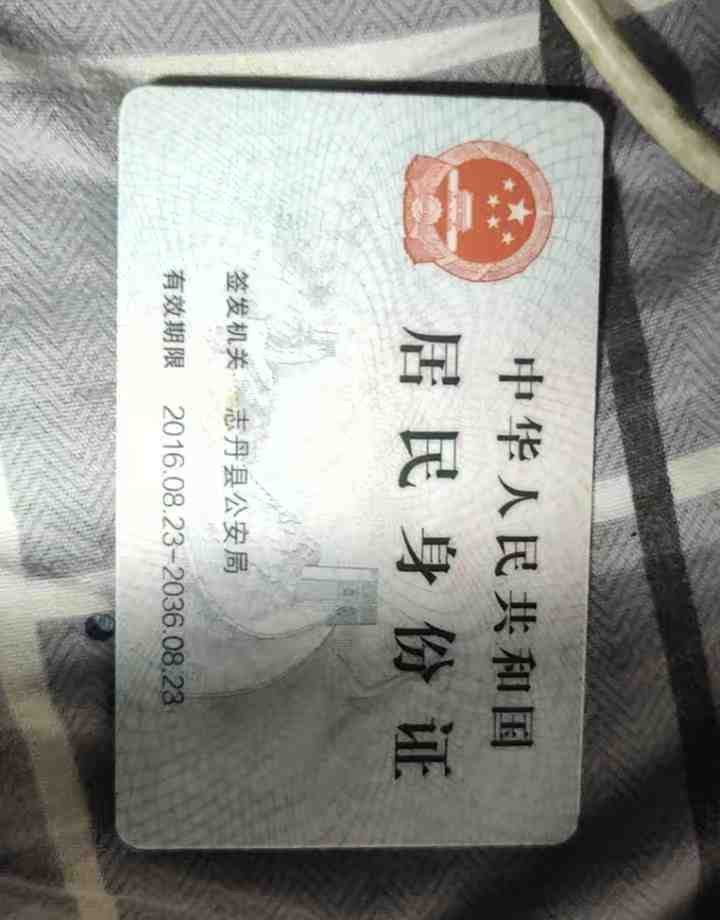 中华人民共和国
居民身份证
签发机关 志丹县公安局
有效期限 2016.08.23-2036.08.23